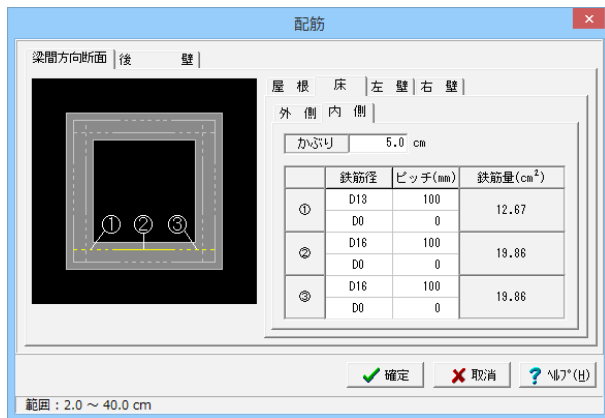 配筋
×
梁間方向断面 後 壁
屋 根 床 左 壁 右 壁
外 側 内 側
かぶり 5.0 cm
鉄筋径 ピッチ(mm) 鉄筋量(cm²)
① D13 100 12.67
D0 0
② D16 100 19.86
D0 0
③ D16 100 19.86
D0 0
① ② ③
確定 取消 ? ﾍﾙﾌﾟ(H)
範囲：2.0 ～ 40.0 cm